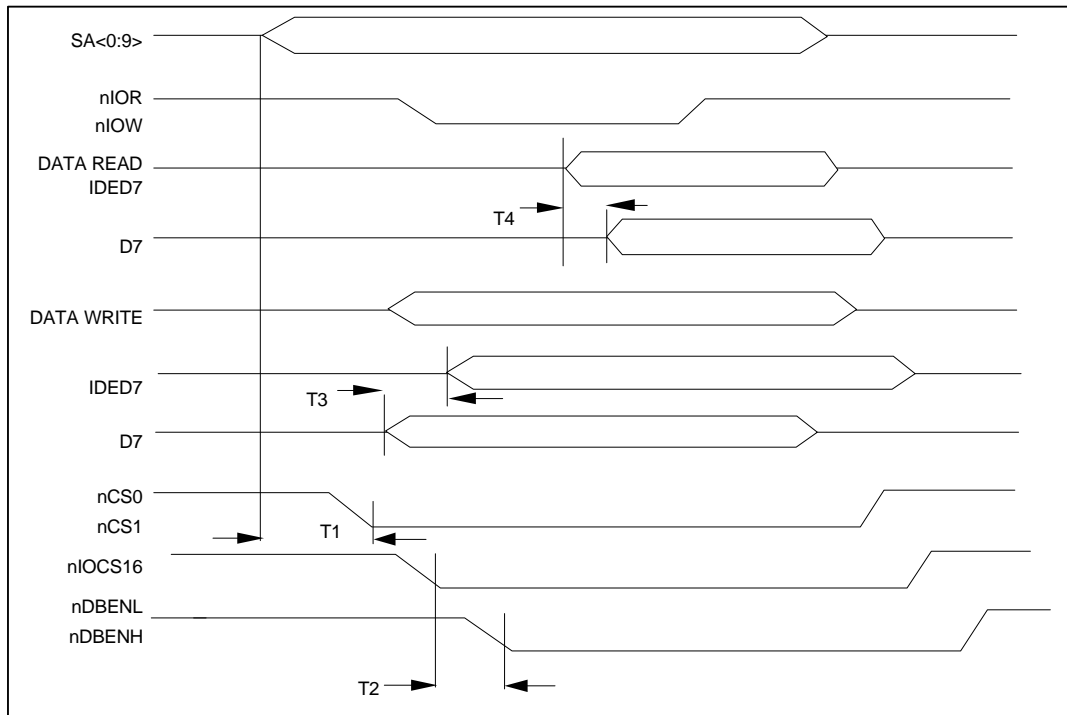 SA<0:9>
nIOR
nIOW
DATA READ
IDED7
T4
D7
DATA WRITE
IDED7
T3
D7
nCS0
nCS1
T1
nIOCS16
nDBENL
nDBENH
T2